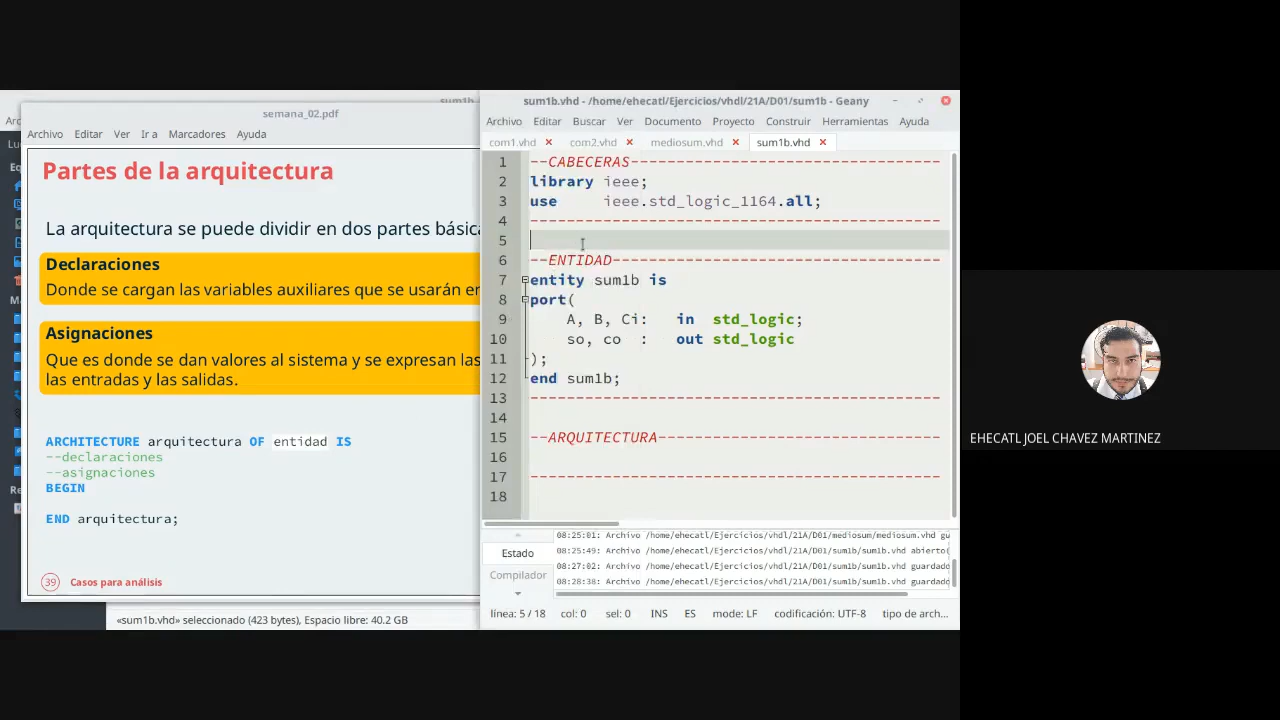 sum1b
semana_02.pdf
Archivo Editar Ver Ir a Marcadores Ayuda
Partes de la arquitectura
La arquitectura se puede dividir en dos partes básica
Declaraciones
Donde se cargan las variables auxiliares que se usarán en
Asignaciones
Que es donde se dan valores al sistema y se expresan las
las entradas y las salidas.
ARCHITECTURE arquitectura OF entidad IS
--declaraciones
--asignaciones
BEGIN
END arquitectura;
39 Casos para análisis
«sum1b.vhd» seleccionado (423 bytes), Espacio libre: 40.2 GB
sum1b.vhd - /home/ehecatl/Ejercicios/vhdl/21A/D01/sum1b - Geany
Archivo Editar Buscar Ver Documento Proyecto Construir Herramientas Ayuda
com1.vhd com2.vhd mediosum.vhd sum1b.vhd
1 --CABECERAS----------------------------------
2 library ieee;
3 use ieee.std_logic_1164.all;
4 ---------------------------------------------
5
6 --ENTIDAD------------------------------------
7 entity sum1b is
8 port(
9 A, B, Ci: in std_logic;
10 so, co : out std_logic
11 );
12 end sum1b;
13 ---------------------------------------------
14
15 --ARQUITECTURA-------------------------------
16
17 ---------------------------------------------
18
Estado
Compilador
08:25:01: Archivo /home/ehecatl/Ejercicios/vhdl/21A/D01/mediosum/mediosum.vhd gu
08:25:49: Archivo /home/ehecatl/Ejercicios/vhdl/21A/D01/sum1b/sum1b.vhd abierto(
08:27:02: Archivo /home/ehecatl/Ejercicios/vhdl/21A/D01/sum1b/sum1b.vhd guardado
08:28:38: Archivo /home/ehecatl/Ejercicios/vhdl/21A/D01/sum1b/sum1b.vhd guardado
línea: 5 / 18 col: 0 sel: 0 INS ES mode: LF codificación: UTF-8 tipo de arch...
EHECATL JOEL CHAVEZ MARTINEZ